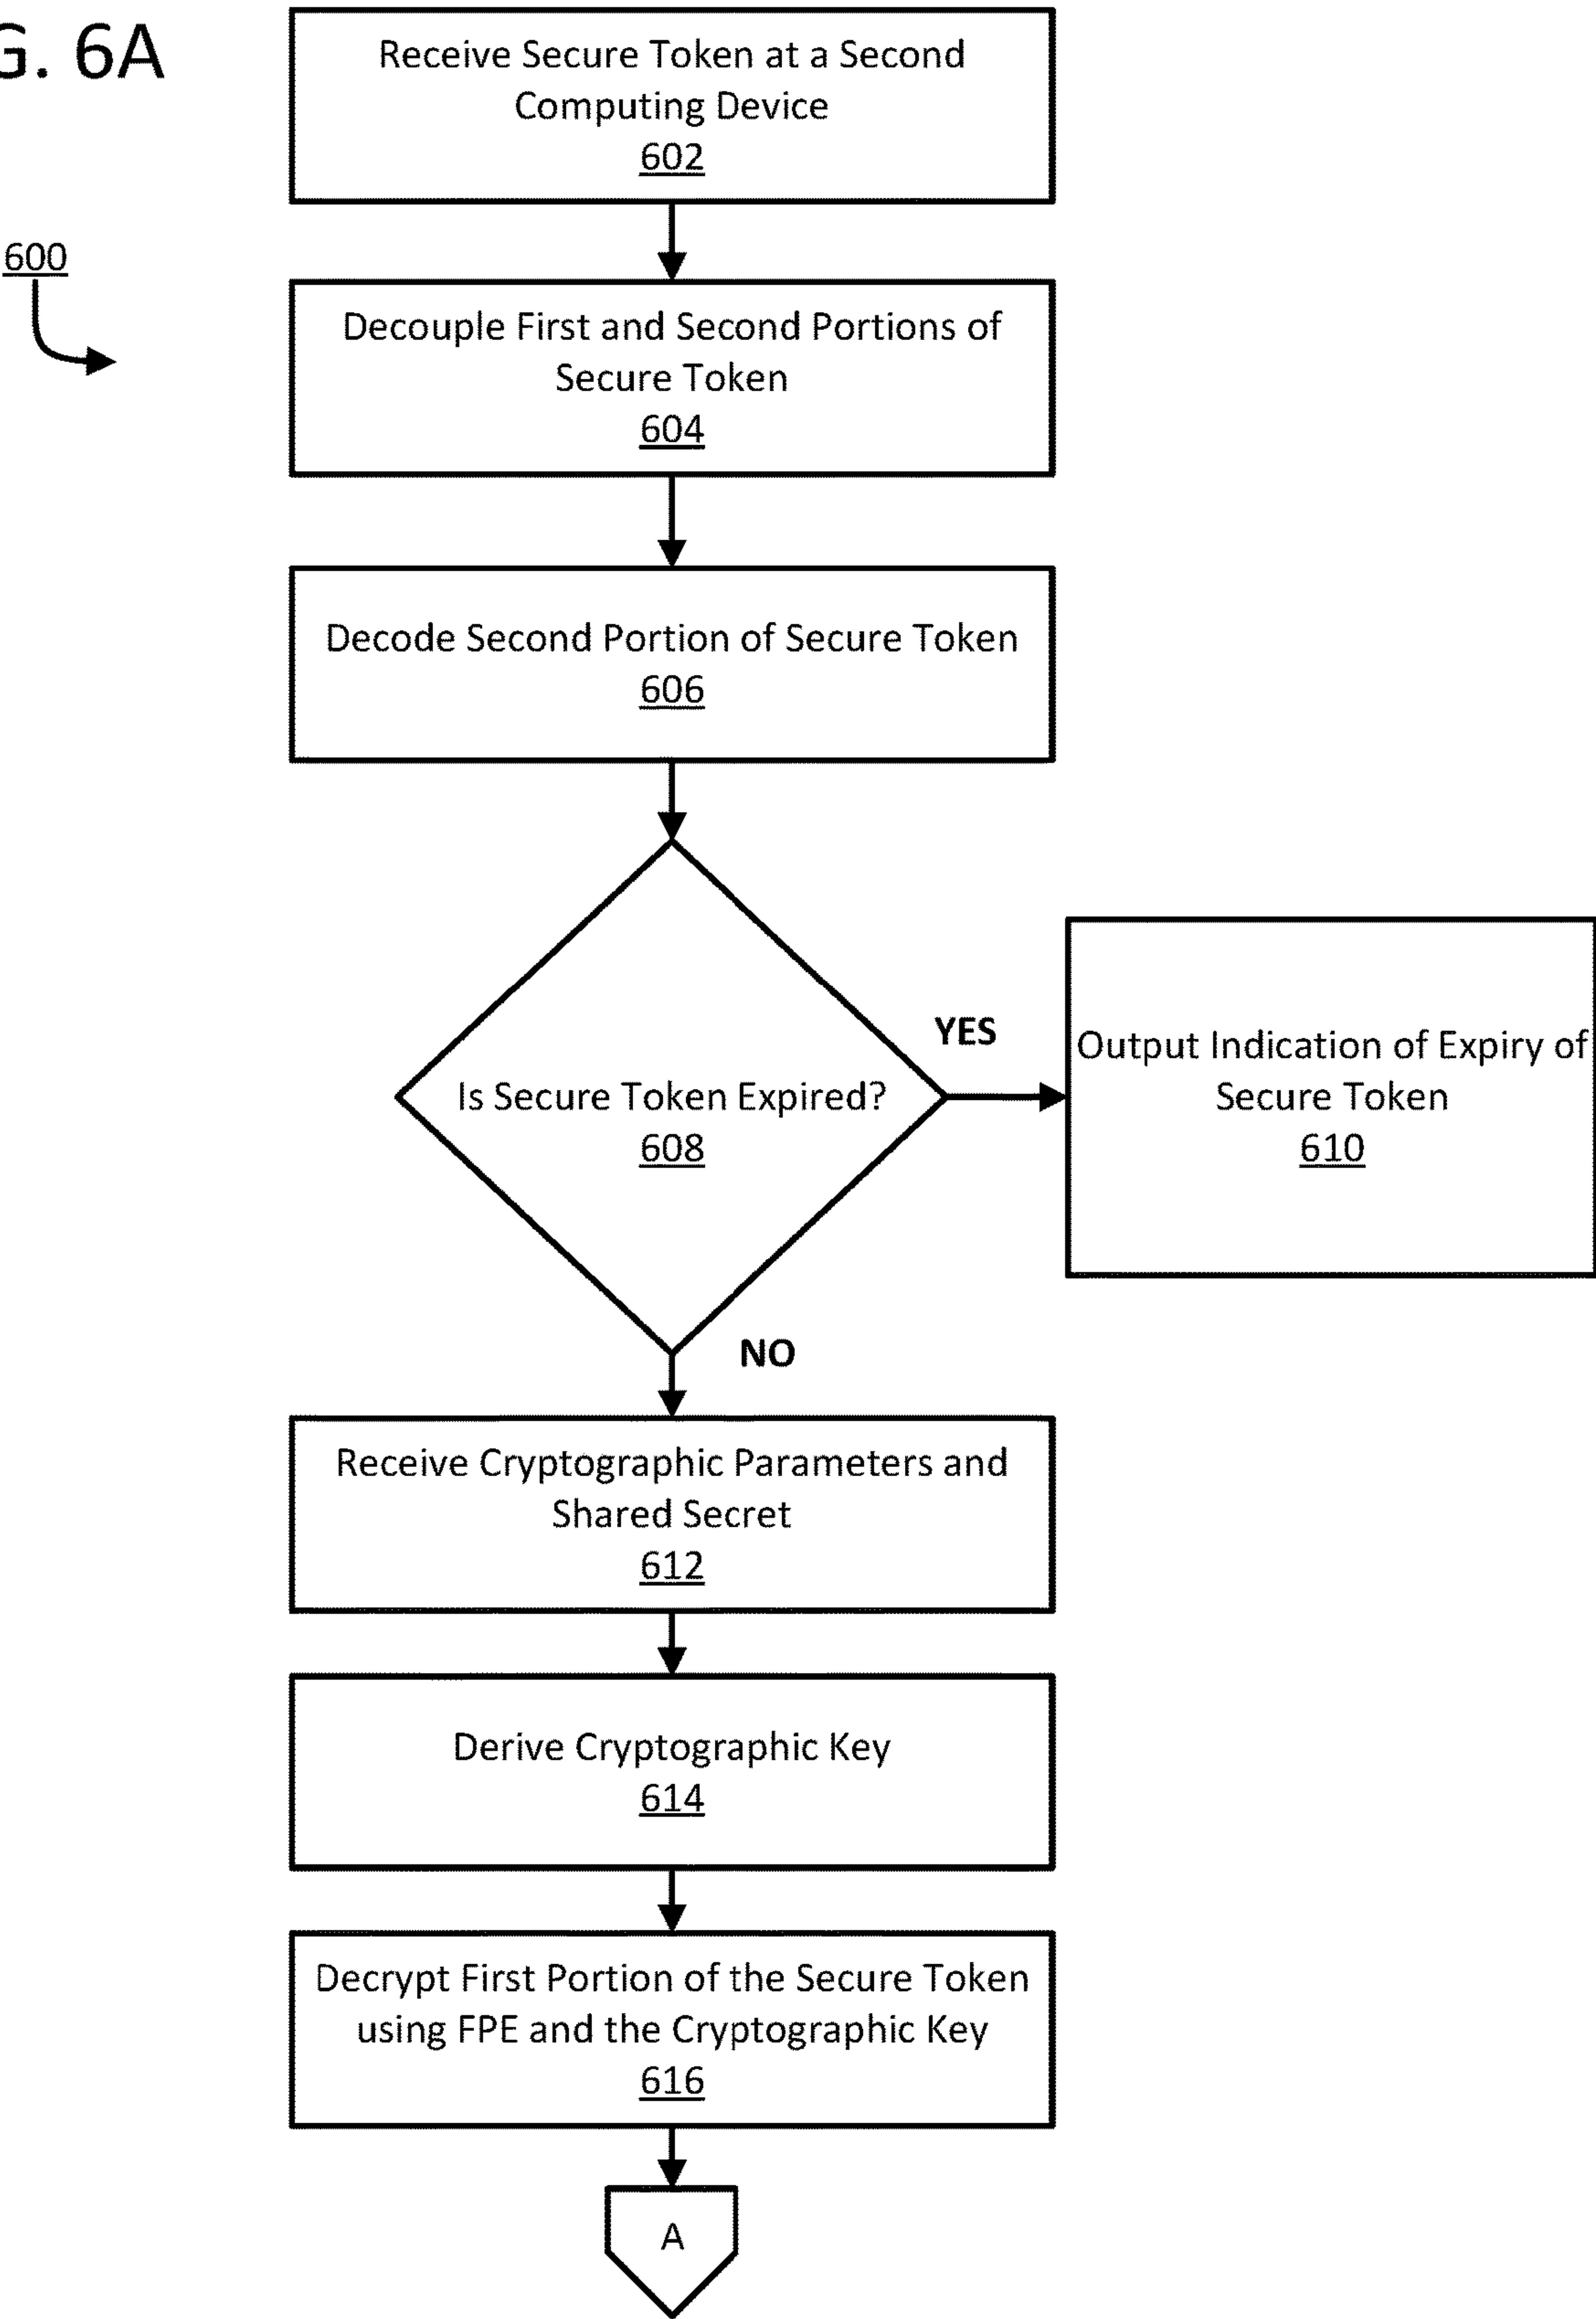 G. 6A
Receive Secure Token at a Second
Computing Device
602
600
Decouple First and Second Portions of
Secure Token
604
Decode Second Portion of Secure Token
606
YES
Is Secure Token Expired?
608
Output Indication of Expiry of
Secure Token
610
NO
Receive Cryptographic Parameters and
Shared Secret
612
Derive Cryptographic Key
614
Decrypt First Portion of the Secure Token
using FPE and the Cryptographic Key
616
A